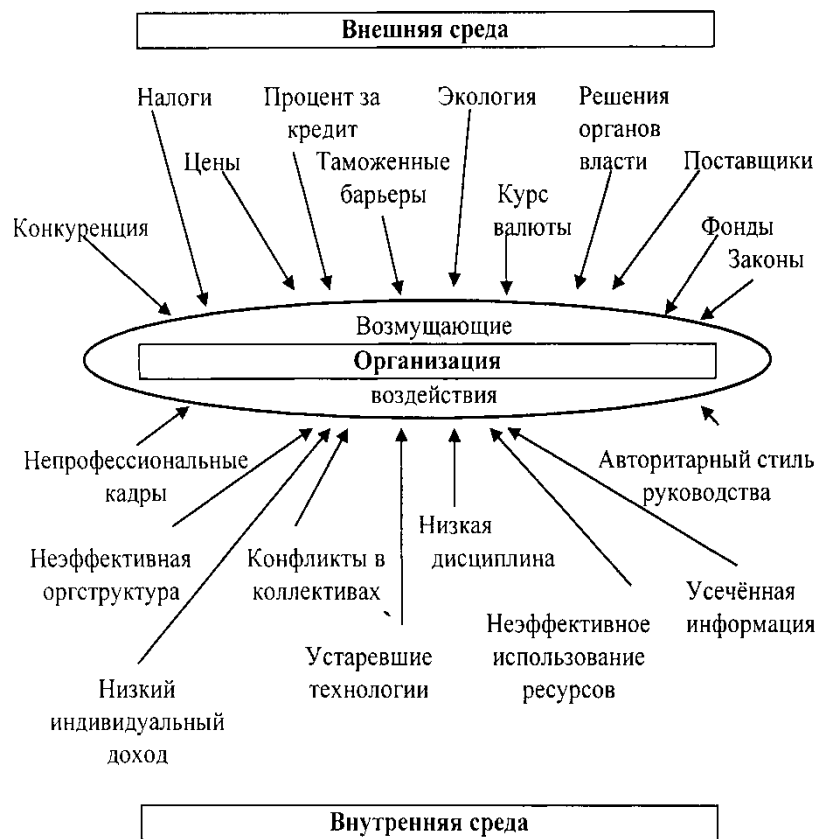 Внешняя среда
Налоги
Процент за
кредит
Экология
Решения
органов
власти
Цены
Таможенные
барьеры
Курс
валюты
Поставщики
Конкуренция
Фонды
Законы
Возмущающие
Организация
воздействия
Непрофессиональные
кадры
Авторитарный стиль
руководства
Низкая
дисциплина
Неэффективная
оргструктура
Конфликты в
коллективах
Усечённая
информация
Неэффективное
использование
ресурсов
Устаревшие
технологии
Низкий
индивидуальный
доход
Внутренняя среда